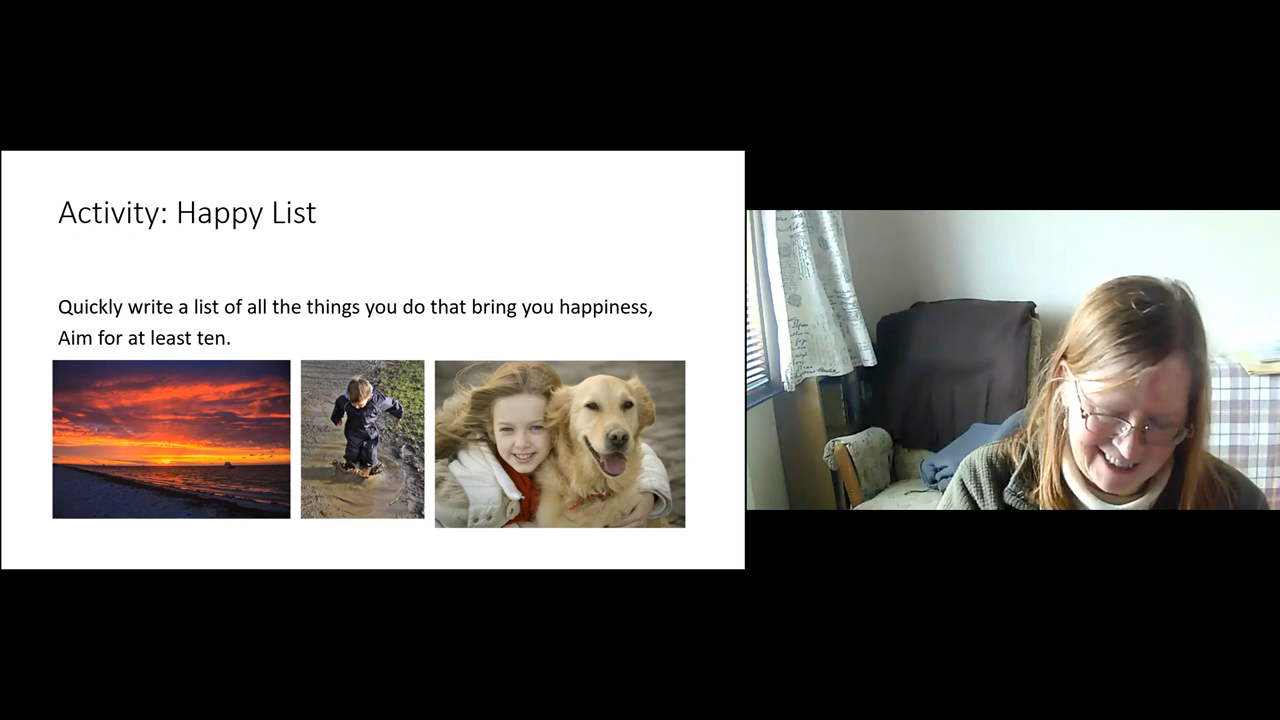 Activity: Happy List
Quickly write a list of all the things you do that bring you happiness,
Aim for at least ten.